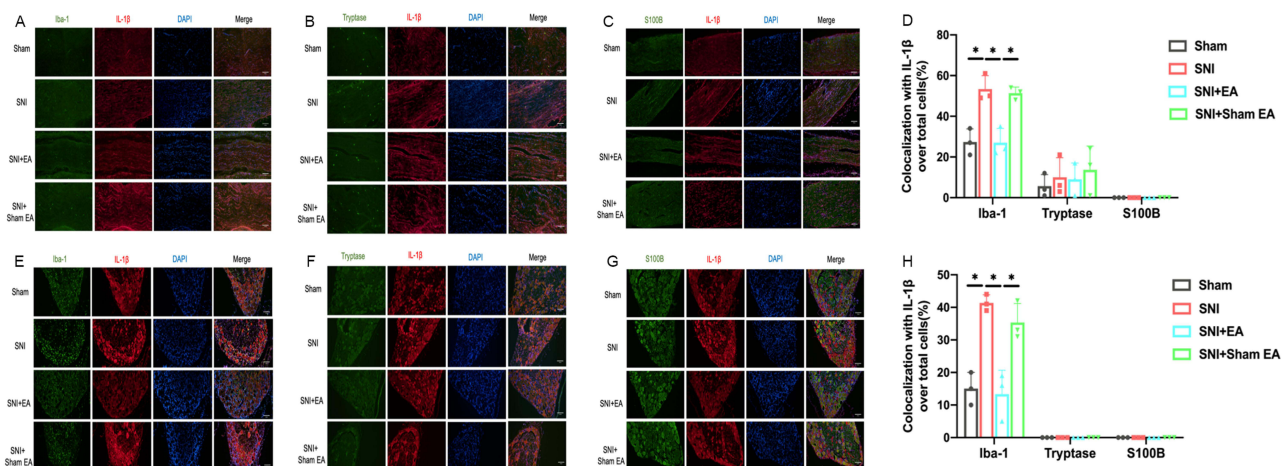 A
Iba-1 IL-1β DAPI Merge
Sham
SNI
SNI+EA
SNI+
Sham EA
B
Tryptase IL-1β DAPI Merge
Sham
SNI
SNI+EA
SNI+
Sham EA
C
S100B IL-1β DAPI Merge
Sham
SNI
SNI+EA
SNI+
Sham EA
D
Colocalization with IL-1β
over total cells(%)
80
60
40
20
0
* * *
Iba-1 Tryptase S100B
Sham
SNI
SNI+EA
SNI+Sham EA
E
Iba-1 IL-1β DAPI Merge
Sham
SNI
SNI+EA
SNI+
Sham EA
F
Tryptase IL-1β DAPI Merge
Sham
SNI
SNI+EA
SNI+
Sham EA
G
S100B IL-1β DAPI Merge
Sham
SNI
SNI+EA
SNI+
Sham EA
H
Colocalization with IL-1β
over total cells(%)
50
40
30
20
10
0
* * *
Iba-1 Tryptase S100B
Sham
SNI
SNI+EA
SNI+Sham EA